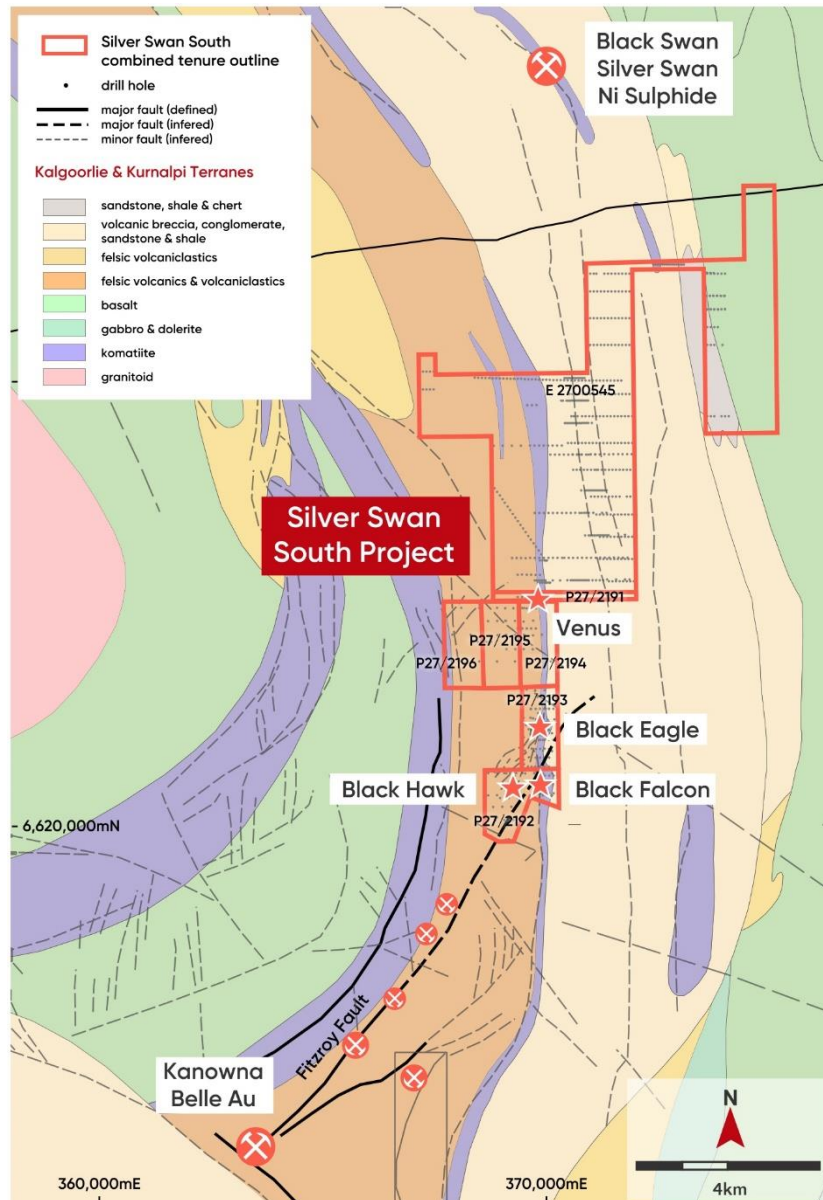 Silver Swan South
combined tenure outline
drill hole
major fault (defined)
major fault (infered)
minor fault (infered)
Kalgoorlie & Kurnalpi Terranes
sandstone, shale & chert
volcanic breccia, conglomerate,
sandstone & shale
felsic volcaniclastics
felsic volcanics & volcaniclastics
basalt
gabbro & dolerite
komatiite
granitoid
Black Swan
Silver Swan
Ni Sulphide
E 2700545
Silver Swan
South Project
P27/2191
Venus
P27/2195
P27/2196
P27/2194
P27/2193
Black Eagle
Black Hawk
Black Falcon
P27/2192
6,620,000mN
Fitzroy Fault
Kanowna
Belle Au
N
4km
360,000mE
370,000mE